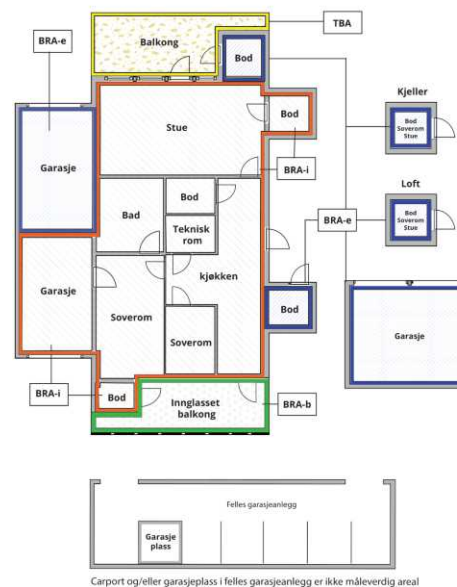 TBA
BRA-e
Balkong
Bod
Kjeller
Bod
Soverom
Stue
Stue
Bod
Garasje
BRA-i
Loft
Bod
Soverom
Stue
Bad
Bod
Teknisk
rom
BRA-e
kjøkken
Garasje
Soverom
Bod
Garasje
Soverom
BRA-i
Bod
Innglasset
balkong
BRA-b
Felles garasjeanlegg
Garasje
plass
Carport og/eller garasjeplass i felles garasjeanlegg er ikke måleverdig areal